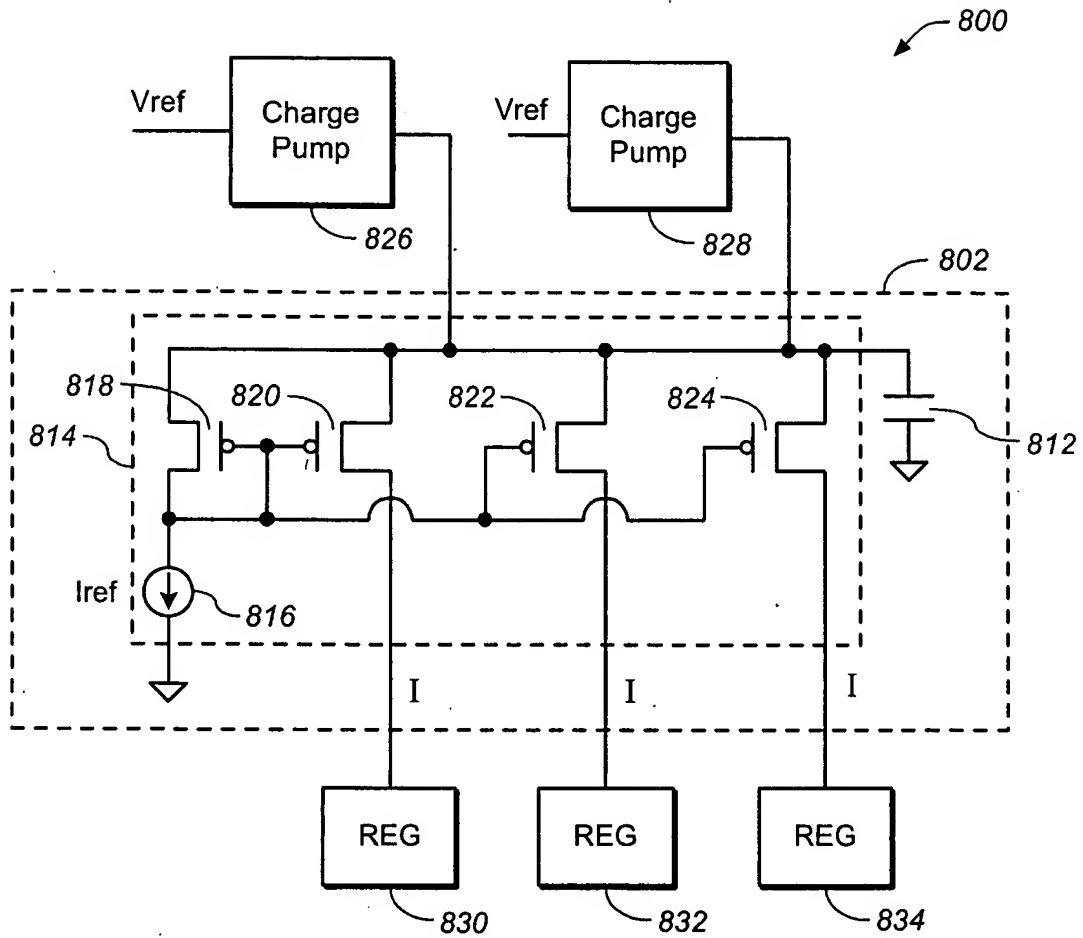 800
Vref
Charge
Pump
826
Vref
Charge
Pump
828
802
818
820
822
824
814
812
Iref
816
I
I
I
REG
REG
REG
830
832
834